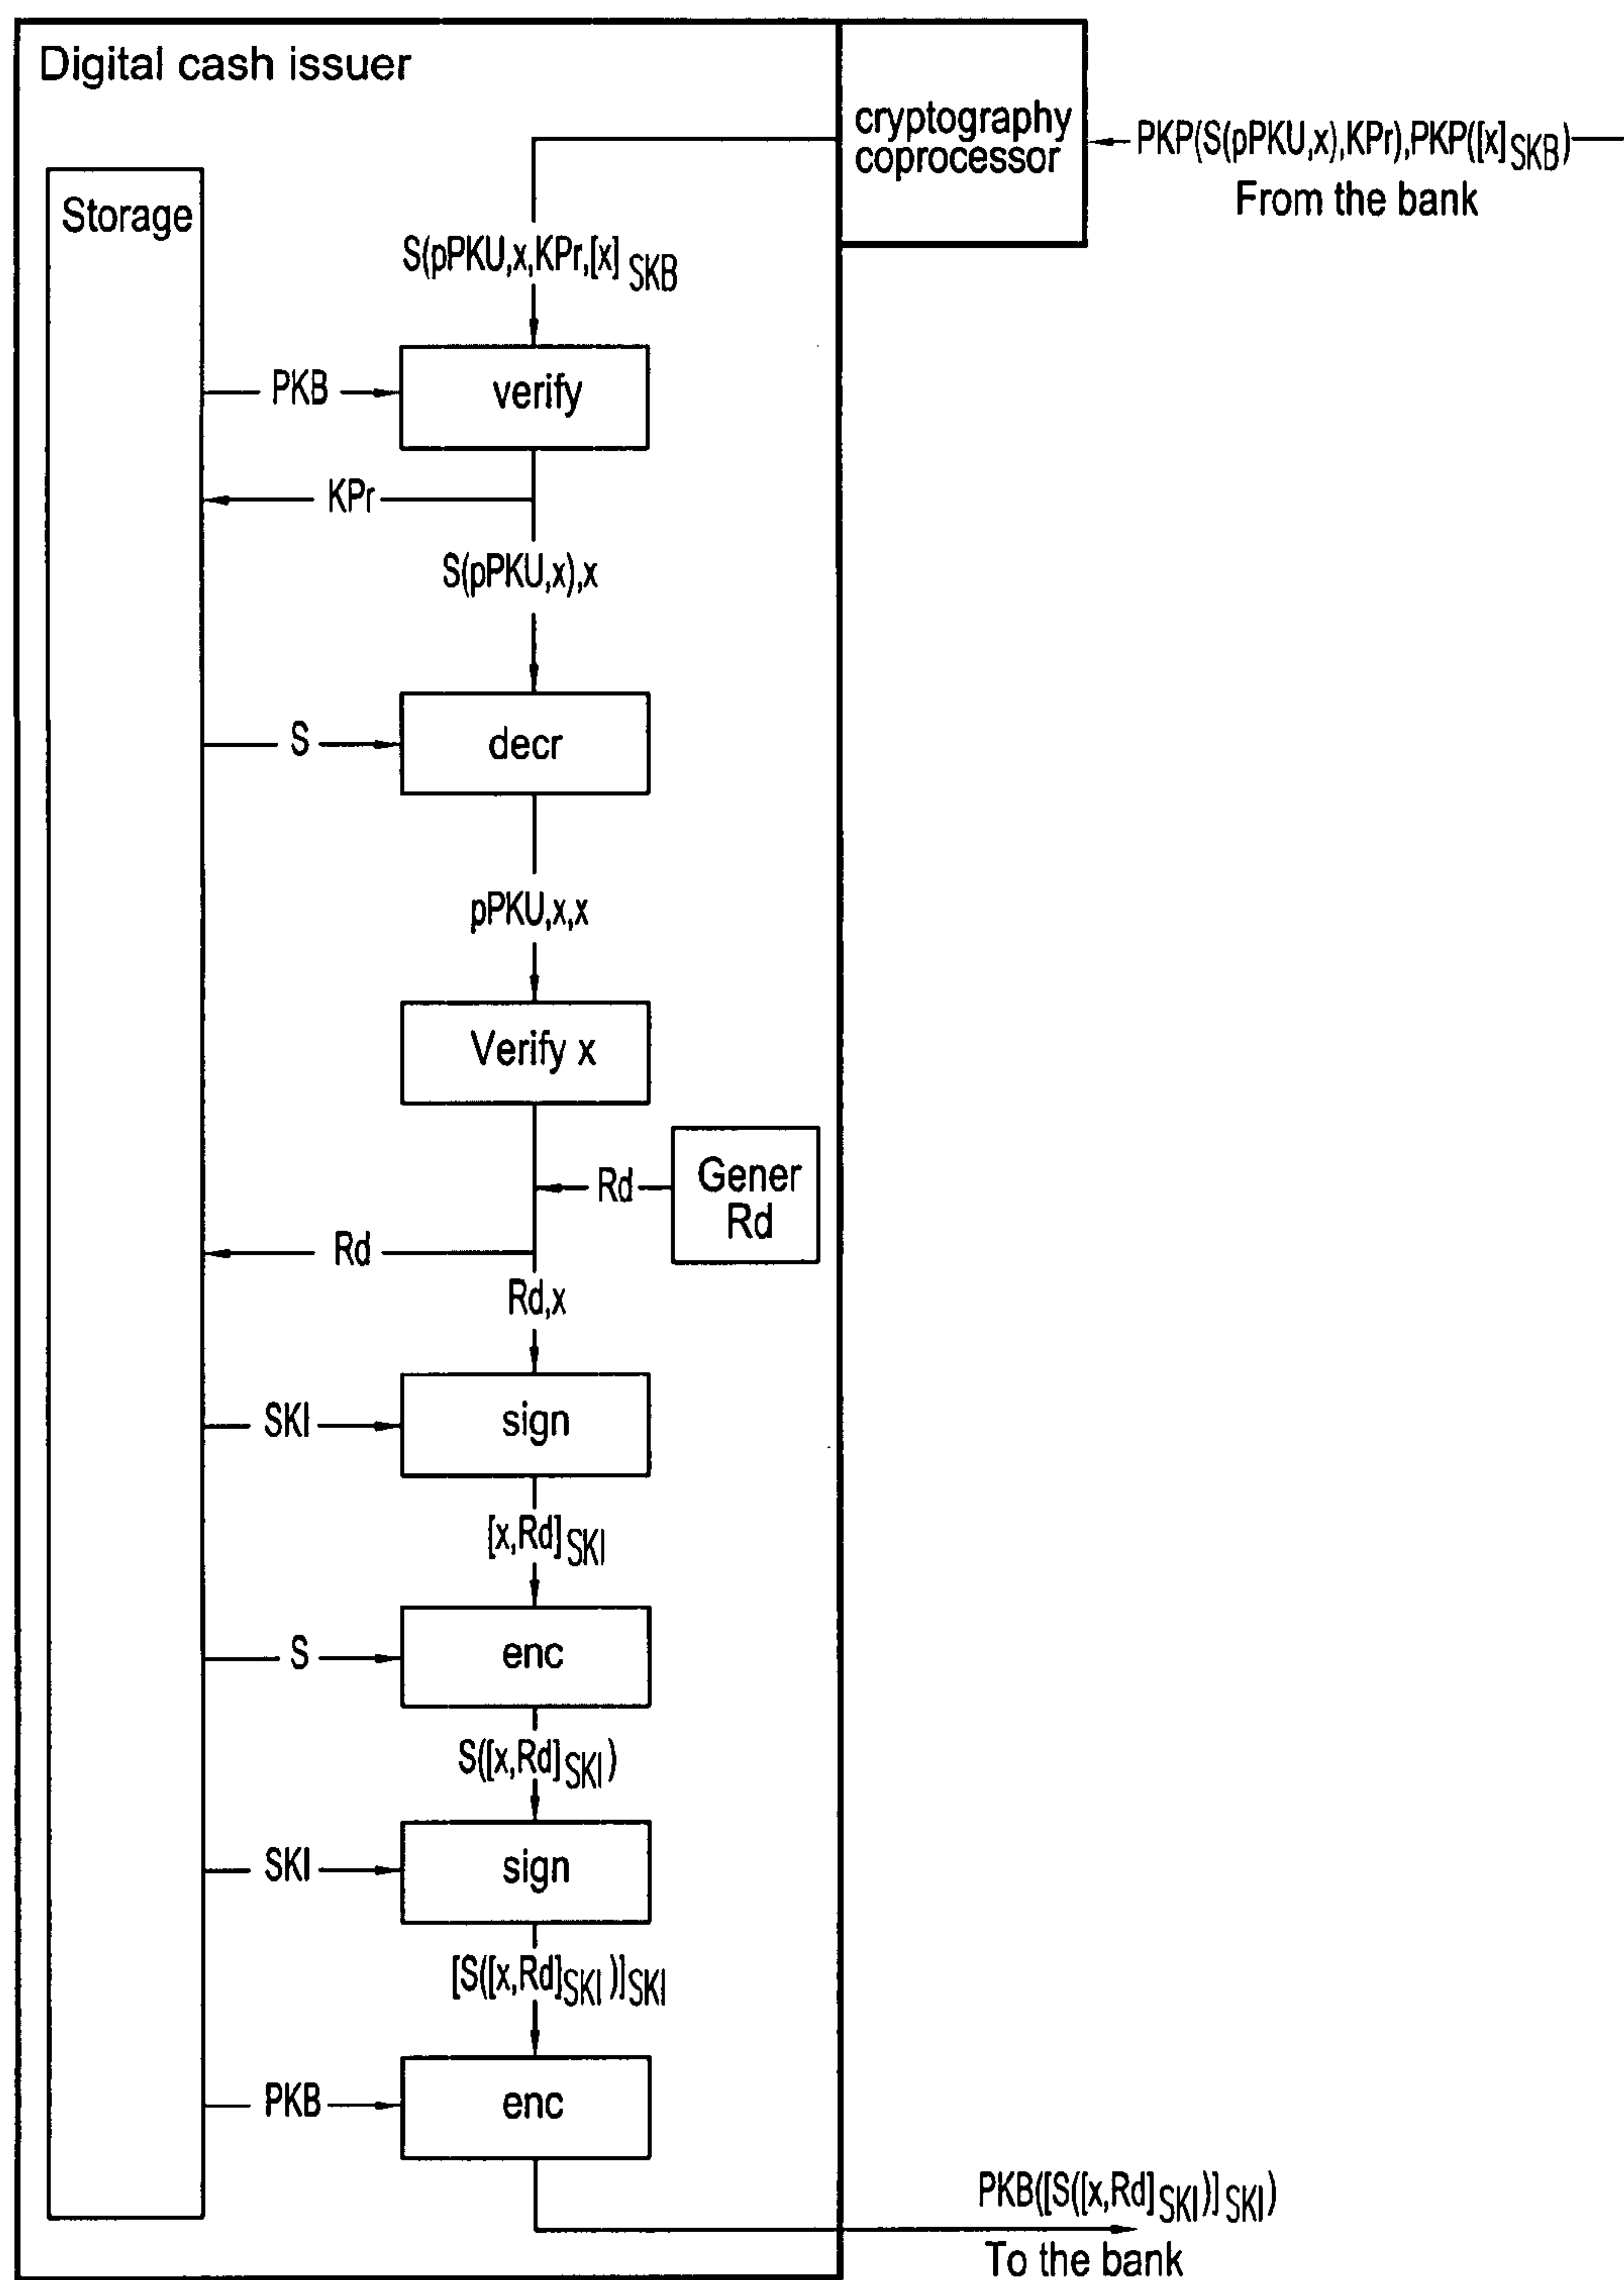 Digital cash issuer
cryptography
coprocessor
PKP(S(pPKU,x),KPr),PKP([x]SKB)
From the bank
Storage
S(pPKU,x,KPr,[x] SKB
PKB
verify
KPr
S(pPKU,x),x
S
decr
pPKU,x,x
Verify x
Rd
Gener
Rd
Rd
Rd,x
SKI
sign
[x,Rd]SKI
S
enc
S([x,Rd]SKI)
SKI
sign
[S([x,Rd]SKI)]SKI
PKB
enc
PKB([S([x,Rd]SKI)]SKI)
To the bank